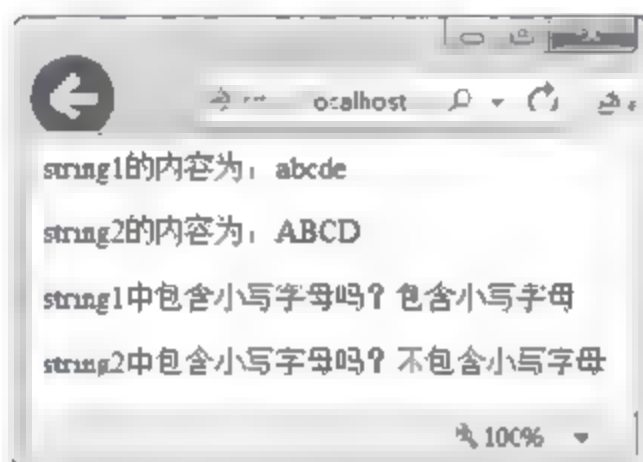 ocalhost
string1的内容为：abcde
string2的内容为：ABCD
string1中包含小写字母吗？包含小写字母
string2中包含小写字母吗？不包含小写字母
100%